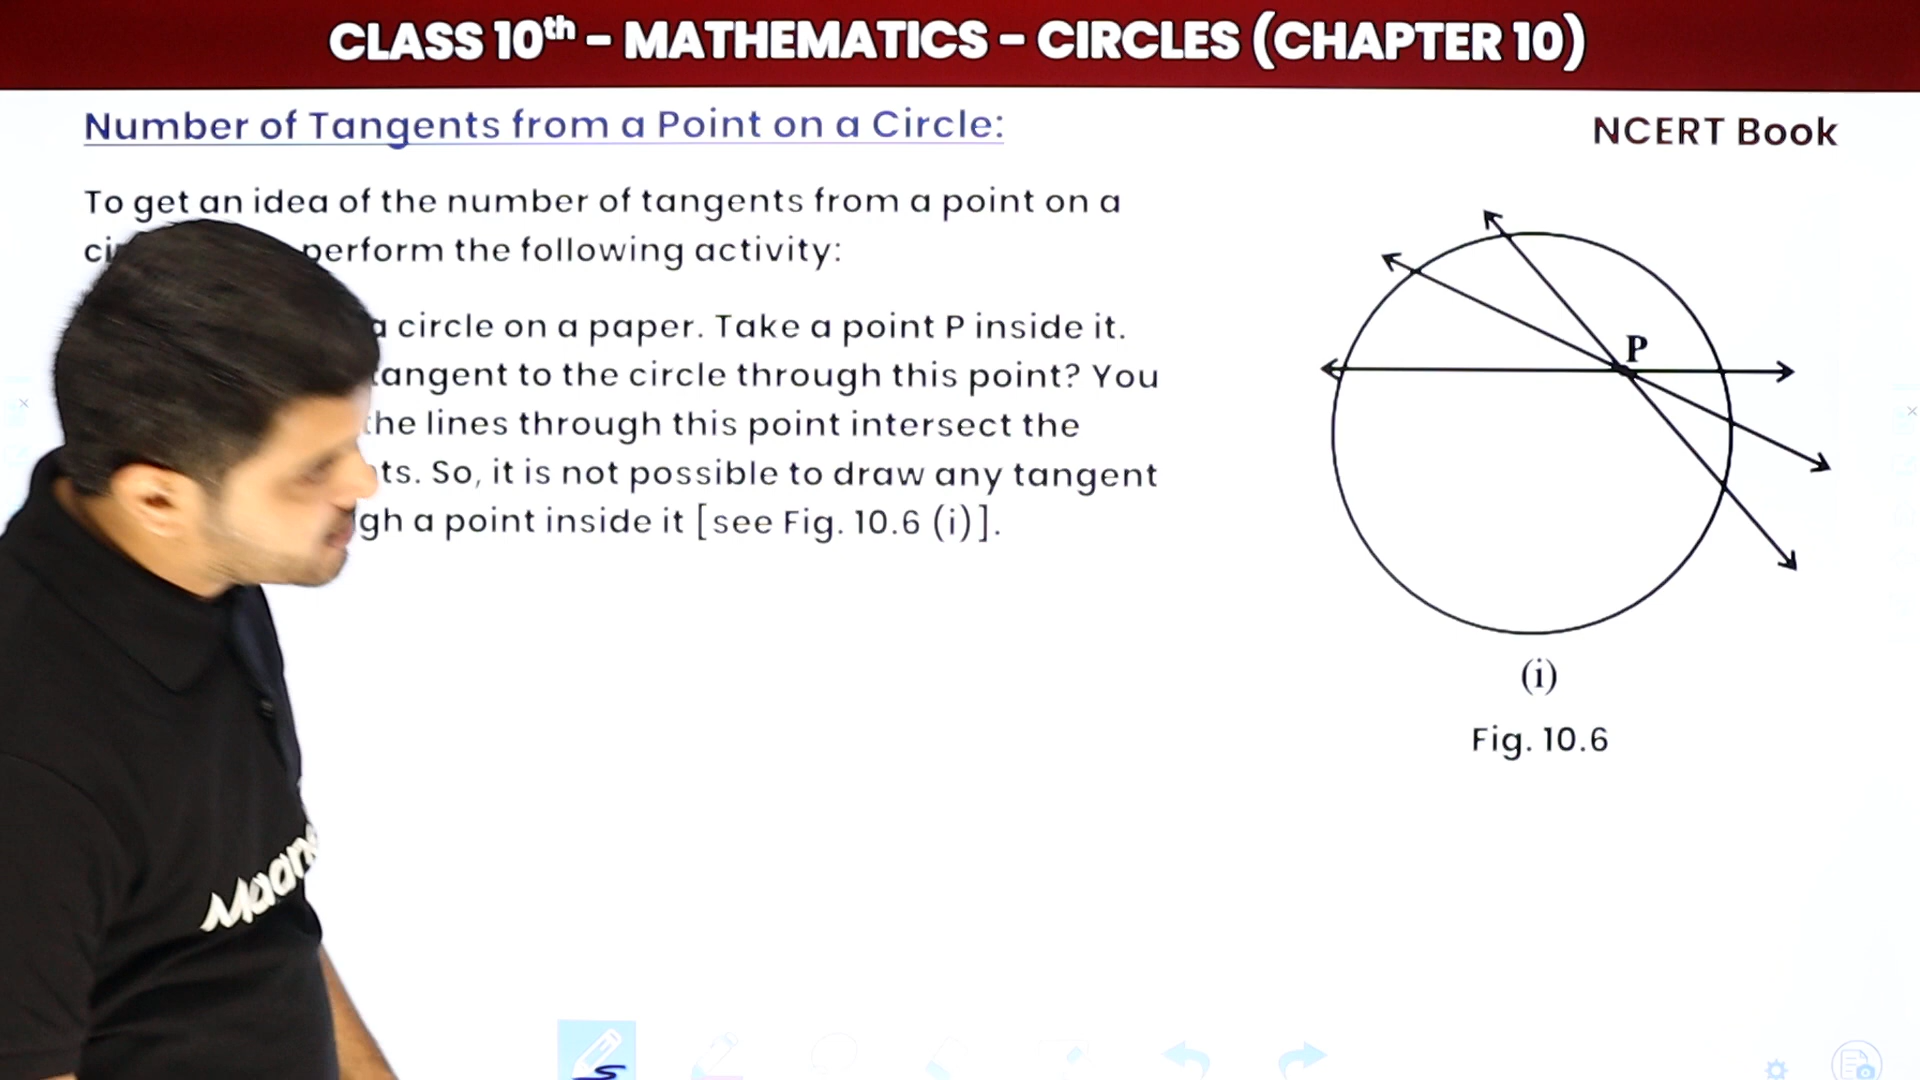 CLASS 10th - MATHEMATICS - CIRCLES (CHAPTER 10)
Number of Tangents from a Point on a Circle:
NCERT Book
To get an idea of the number of tangents from a point on a
perform the following activity:
a circle on a paper. Take a point P inside it.
tangent to the circle through this point? You
the lines through this point intersect the
ts. So, it is not possible to draw any tangent
gh a point inside it [see Fig. 10.6 (i)].
P
(i)
Fig. 10.6